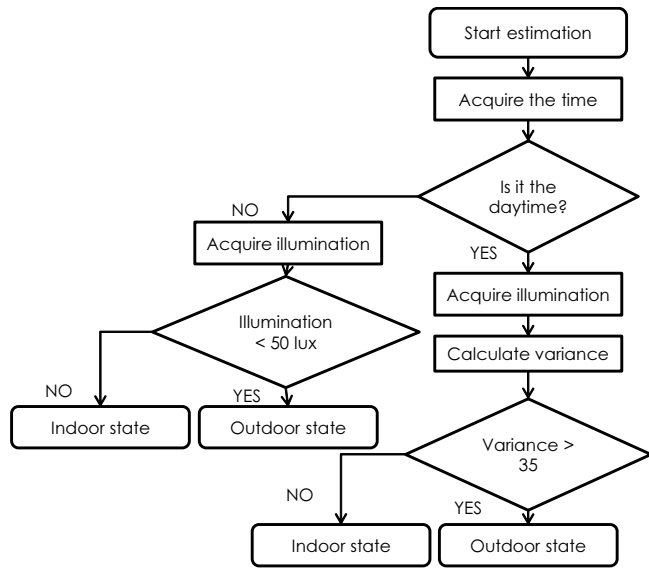 Start estimation
Acquire the time
Is it the
daytime?
NO
YES
Acquire illumination
Illumination
< 50 lux
NO
YES
Indoor state
Outdoor state
Acquire illumination
Calculate variance
Variance >
35
NO
YES
Indoor state
Outdoor state